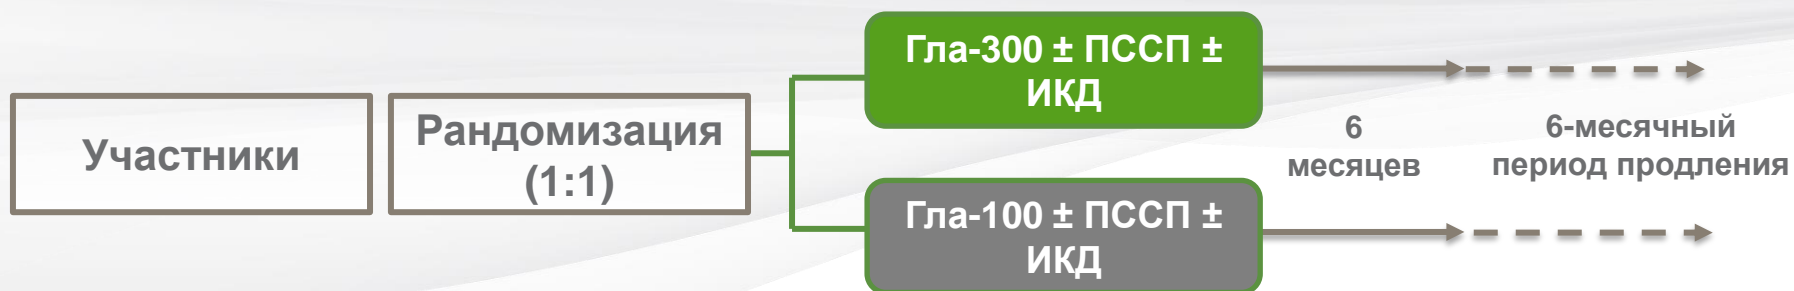 Участники
Рандомизация
(1:1)
Гла-300 ± ПССП ±
ИКД
Гла-100 ± ПССП ±
ИКД
6
месяцев
6-месячный
период продления